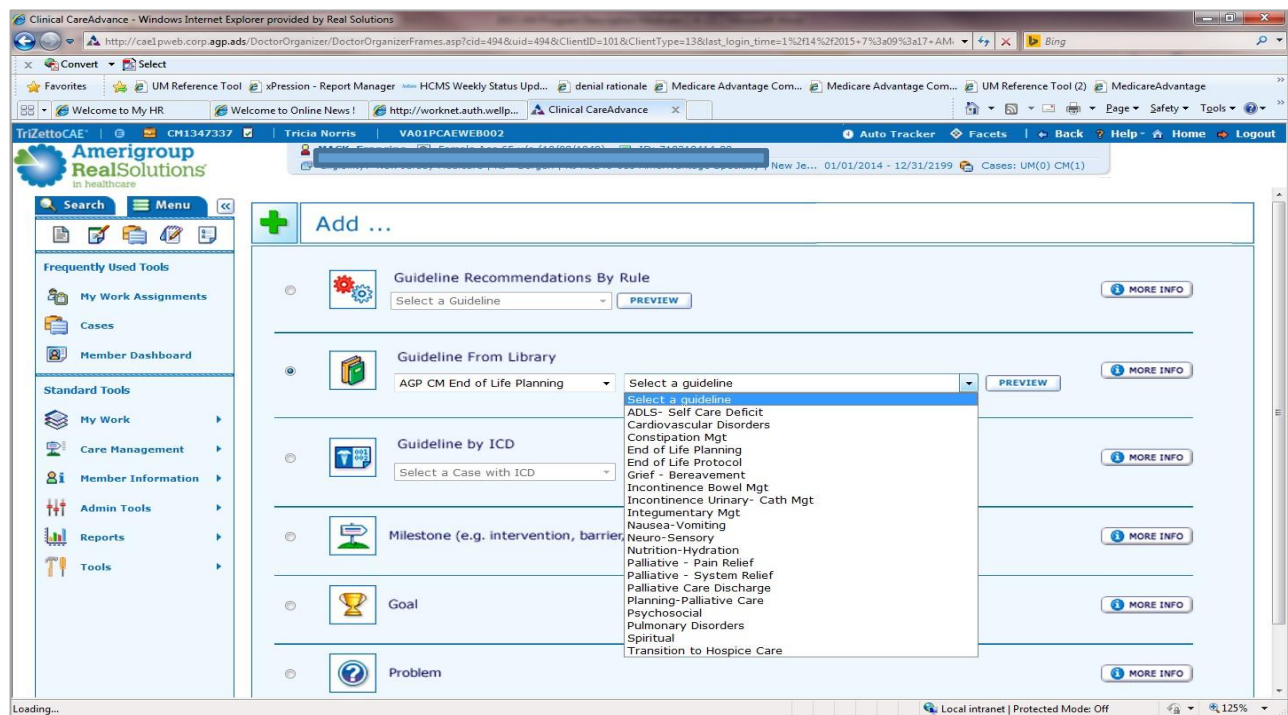 Clinical CareAdvance - Windows Internet Explorer provided by Real Solutions
http://cae1pweb.corp.agp.ads/DoctorOrganizer/DoctorOrganizerFrames.asp?cid=494&uid=494&ClientID=101&ClientType=13&last_login_time=1%2f14%2f2015+7%3a09%3a17+AM&
Bing
x Convert Select
Favorites UM Reference Tool xPression - Report Manager HCMS Weekly Status Upd... denial rationale Medicare Advantage Com... Medicare Advantage Com... UM Reference Tool (2) MedicareAdvantage
Welcome to My HR Welcome to Online News ! http://worknet.auth.wellp... Clinical CareAdvance x Page Safety Tools
TriZettoCAE CM1347337 | Tricia Norris | VA01PCAEWEB002 Auto Tracker Facets | Back Help Home Logout
Amerigroup
RealSolutions
in healthcare
New Je... 01/01/2014 - 12/31/2199 Cases: UM(0) CM(1)
Search Menu
Add ...
Frequently Used Tools
My Work Assignments
Cases
Member Dashboard
Standard Tools
My Work
Care Management
Member Information
Admin Tools
Reports
Tools
Guideline Recommendations By Rule
Select a Guideline PREVIEW MORE INFO
Guideline From Library
AGP CM End of Life Planning Select a guideline PREVIEW MORE INFO
Select a guideline
ADLS- Self Care Deficit
Cardiovascular Disorders
Constipation Mgt
End of Life Planning
End of Life Protocol
Grief - Bereavement
Incontinence Bowel Mgt
Incontinence Urinary- Cath Mgt
Integumentary Mgt
Nausea-Vomiting
Neuro-Sensory
Nutrition-Hydration
Palliative - Pain Relief
Palliative - System Relief
Palliative Care Discharge
Planning-Palliative Care
Psychosocial
Pulmonary Disorders
Spiritual
Transition to Hospice Care
Guideline by ICD
Select a Case with ICD MORE INFO
Milestone (e.g. intervention, barrier, MORE INFO
Goal MORE INFO
Problem MORE INFO
Loading... Local intranet | Protected Mode: Off 125%